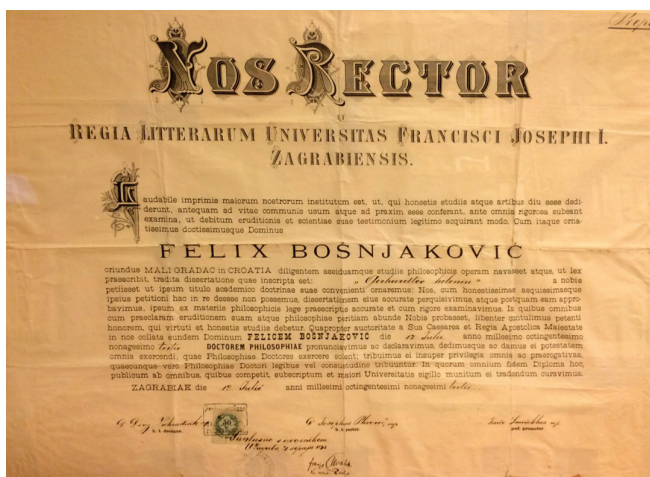 NOS RECTOR
ET
REGIA LITTERARUM UNIVERSITAS FRANCISCI JOSEPHI I.
ZAGRABIENSIS.
Laudabile imprimis maiorum nostrorum institutum est, ut, qui honestis studiis atque artibus diu sese dedi-
derunt, antequam ad vitae communis usum atque ad praxim sese conferant, ante omnia rigorosa subeant
examina, ut debitum eruditionis et scientiae suae testimonium legitimo acquirant modo. Cum itaque orna-
tissimus doctissimusque Dominus
FELIX BOŠNJAKOVIĆ
oriundus MALI GRADAC in CROATIA diligentem assiduamque studiis philosophicis operam navasset atque, ut lex
praescribit, tradita dissertatione quae inscripta est: a nobis
petiisset ut ipsum titulo academico doctrinae suae convenienti ornaremus: Nos, cum honestissimae aequissimaeque
ipsius petitioni hac in re deesse non possemus, dissertationem eius accurate perquisivimus, atque postquam eam appro-
bavimus, ipsum ex materiis philosophicis lege praescriptis accurate et cum rigore examinavimus. In quibus omnibus
cum praeclaram eruditionem suam atque philosophiae peritiam abunde Nobis probasset, libenter contulimus petenti
honorem, qui virtuti et honestis studiis debetur. Quapropter auctoritate a Sua Caesarea et Regia Apostolica Maiestate
in nos collata eundem Dominum FELICEM BOŠNJAKOVIĆ die 12 Julii anno millesimo octingentesimo
nonagesimo tertio DOCTOREM PHILOSOPHIAE pronunciavimus ac declaravimus dedimusque ac damus ei potestatem
omnia exercendi, quae Philosophiae Doctores exercere solent; tribuimus ei insuper privilegia omnia ac praerogativas,
quaecunque vero Philosophiae Doctori legibus vel consuetudine tribuuntur. In quorum omnium fidem Diploma hoc,
publicum ab omnibus, quibus competit, subscriptum et maiori Universitatis sigillo munitum ei tradendum curavimus.
ZAGRABIAE die 12 Julii anni millesimi octingentesimi nonagesimi tertii
50